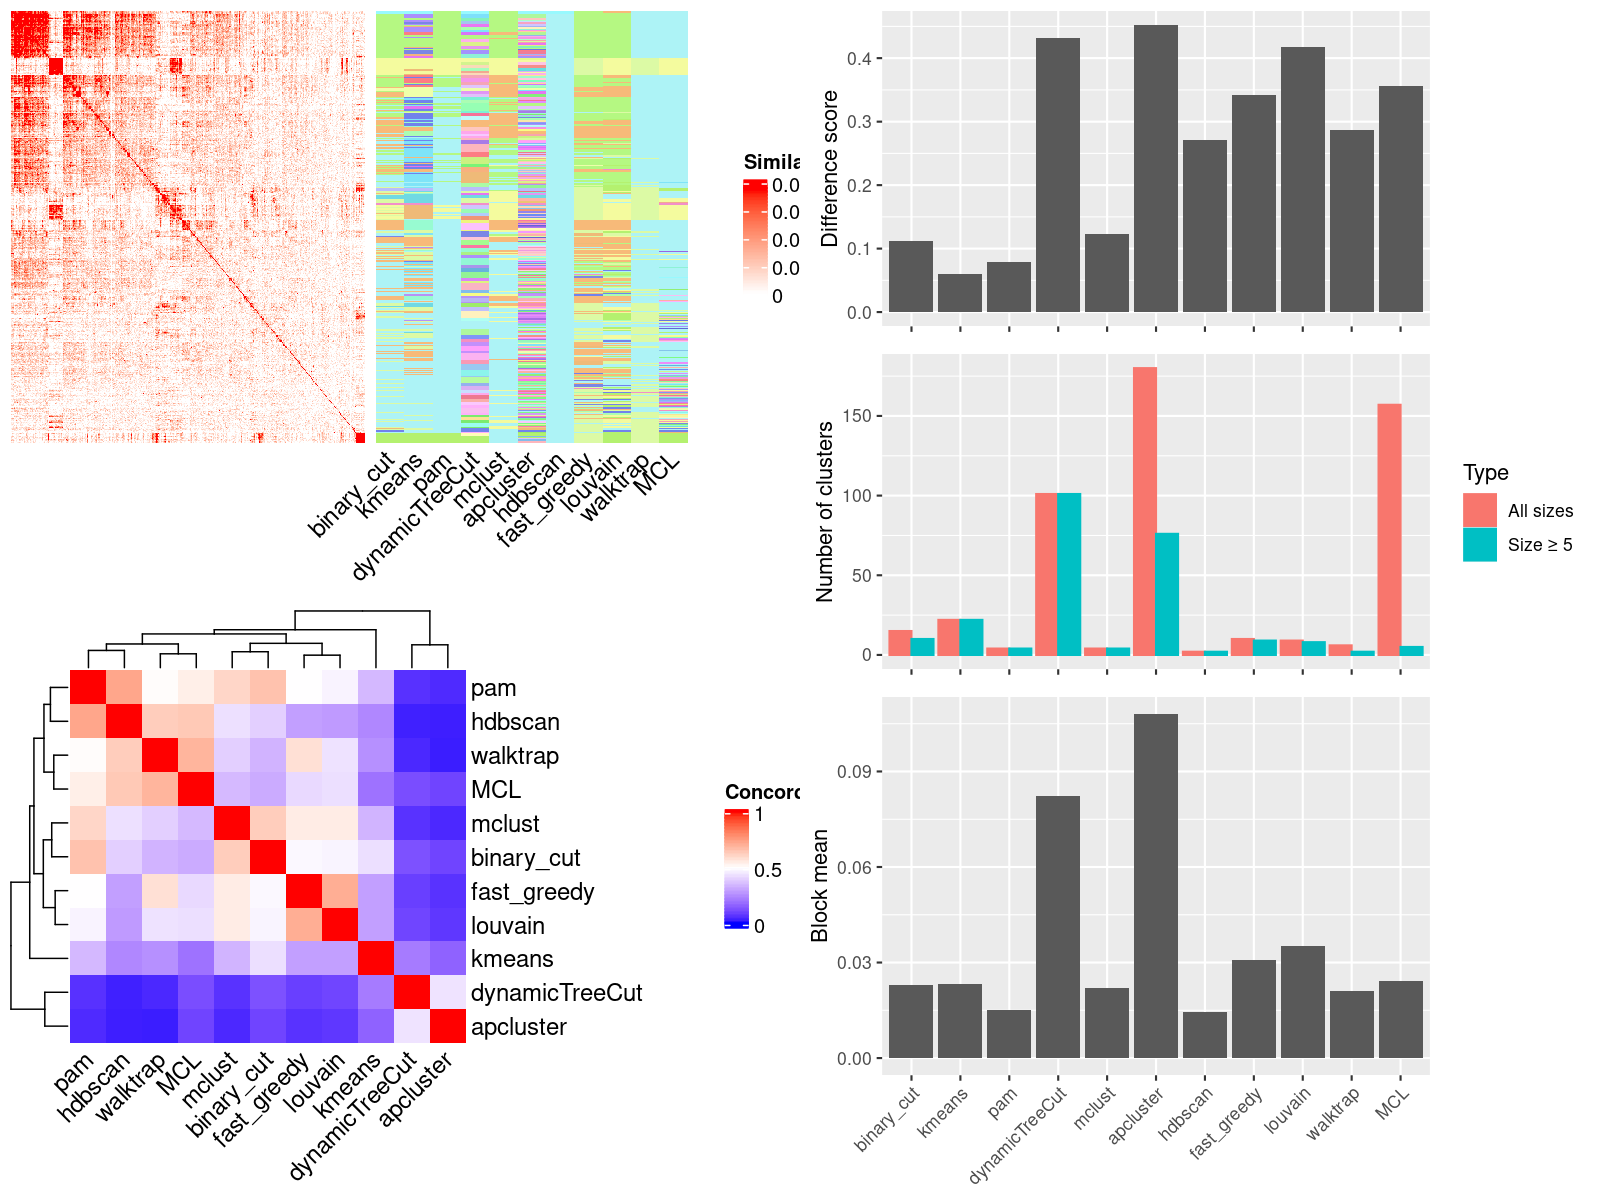 Simila
0.0
0.0
0.0
0.0
0
binary_cut
kmeans
pam
dynamicTreeCut
mclust
apcluster
hdbscan
fast_greedy
louvain
walktrap
MCL
pam
hdbscan
walktrap
MCL
mclust
binary_cut
fast_greedy
louvain
kmeans
dynamicTreeCut
apcluster
pam
hdbscan
walktrap
MCL
mclust
binary_cut
fast_greedy
louvain
kmeans
dynamicTreeCut
apcluster
Concord
1
0.5
0
Difference score
0.4
0.3
0.2
0.1
0.0
Number of clusters
150
100
50
0
Type
All sizes
Size ≥ 5
Block mean
0.09
0.06
0.03
0.00
binary_cut
kmeans
pam
dynamicTreeCut
mclust
apcluster
hdbscan
fast_greedy
louvain
walktrap
MCL